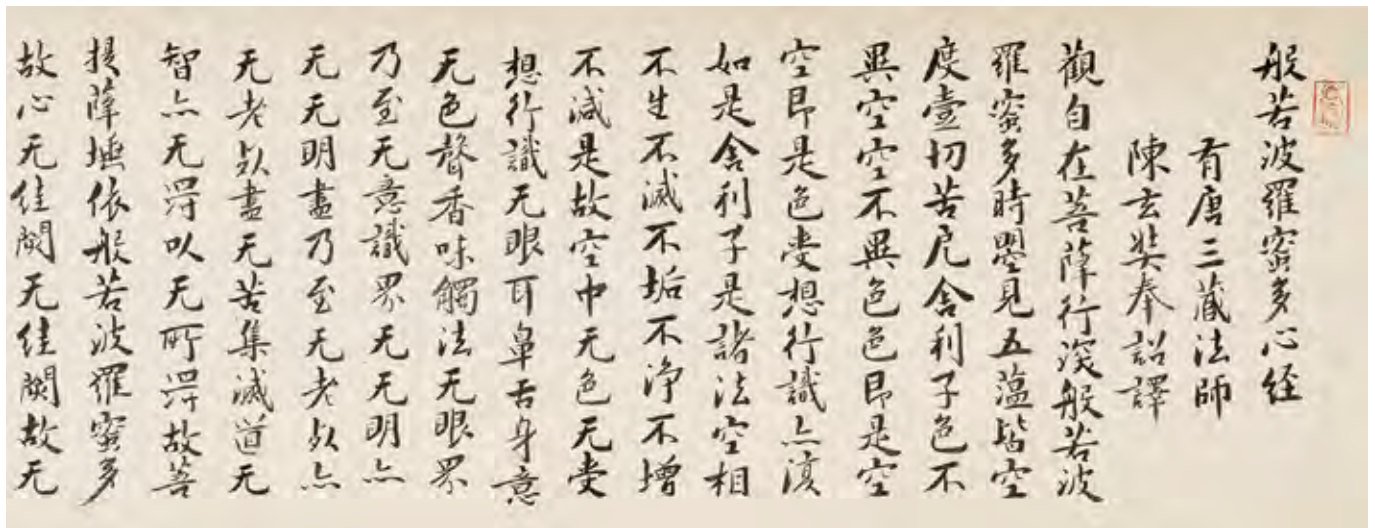 般若波羅蜜多心経
有唐三藏法師
陳玄奘奉詔譯
觀自在菩薩行深般若波
羅蜜多時曌見五蕴皆空
度壹切苦厄舍利子色不
異空空不異色色即是空
空即是色受想行識亦復
如是舍利子是諸法空相
不生不滅不垢不淨不增
不減是故空中无色无受
想行識无眼耳鼻舌身意
无色聲香味觸法无眼界
乃至无意識界无无明亦
无无明盡乃至无老死亦
无老死盡无苦集滅道无
智亦无得以无所得故菩
提薩埵依般若波羅蜜多
故心无絓閡无絓閡故无